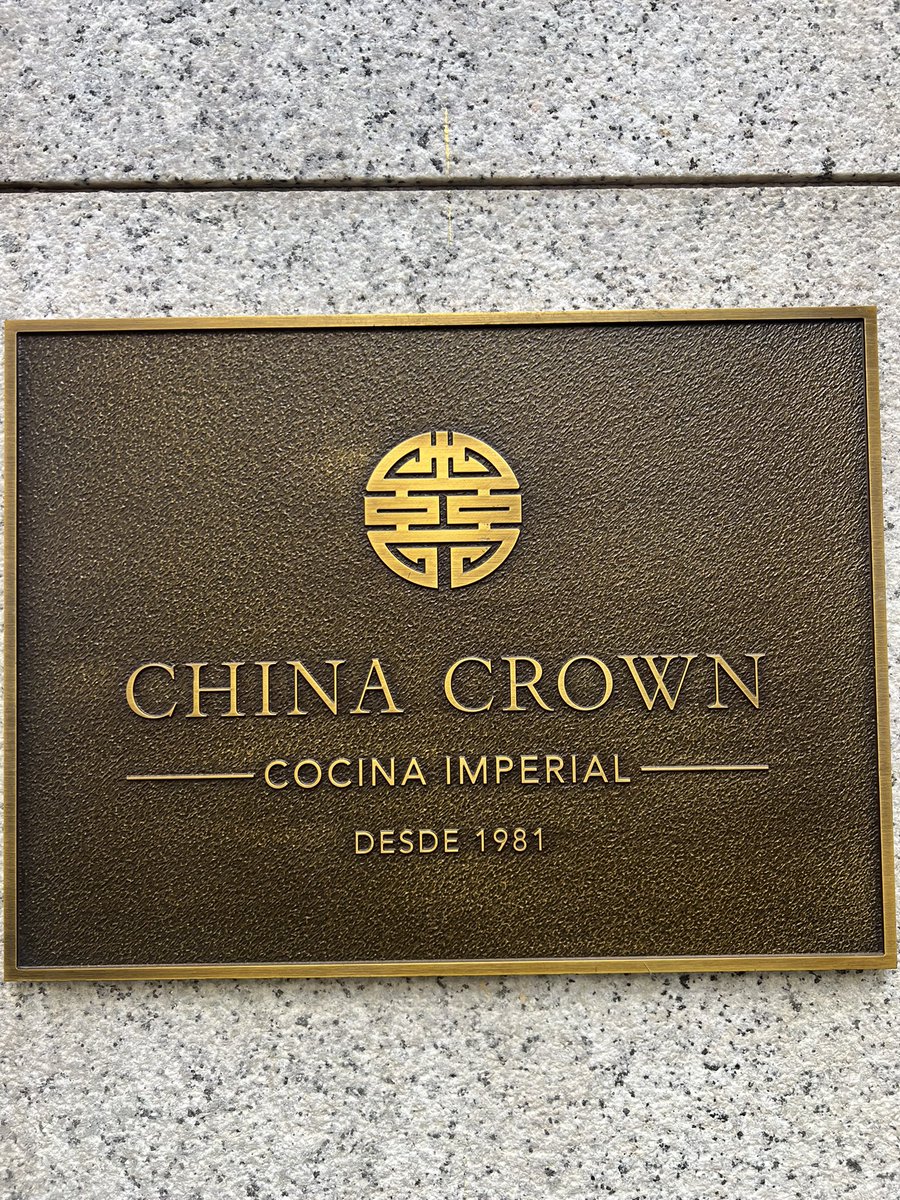 CHINA CROWN
COCINA IMPERIAL
DESDE 1981